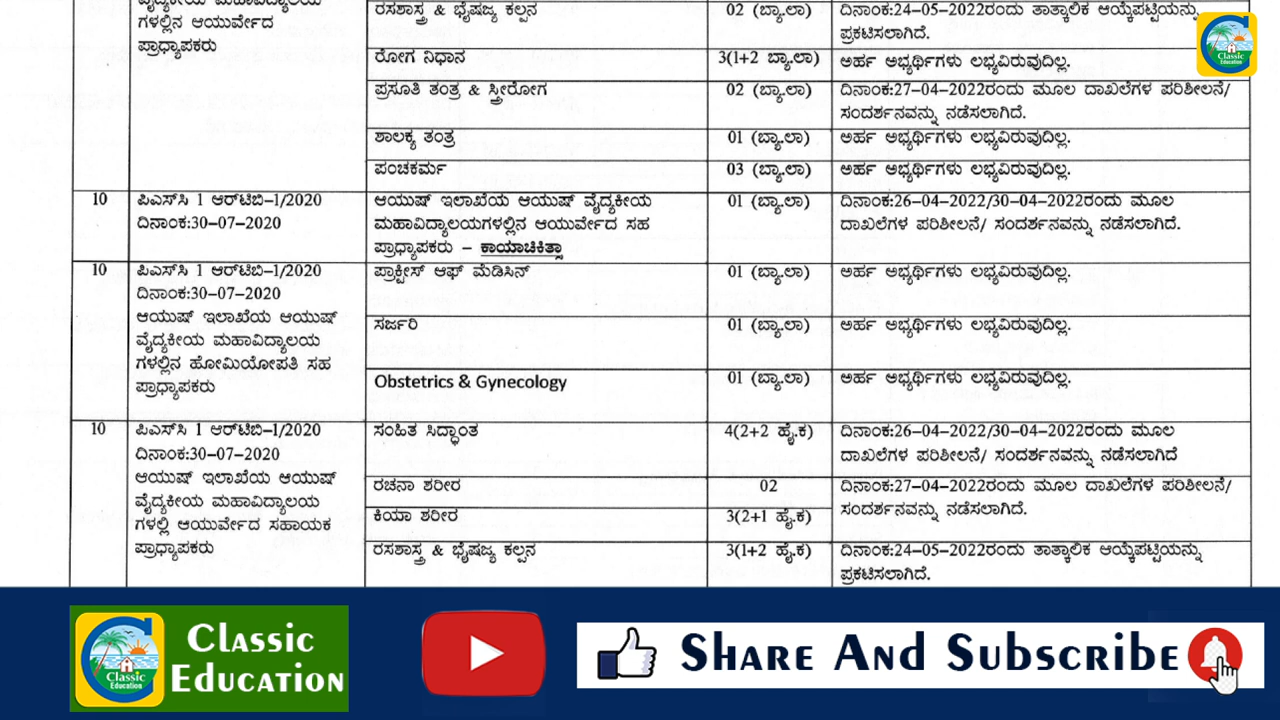 ವೈದ್ಯಕೀಯ ಮಹಾವಿದ್ಯಾಲಯ
ಗಳಲ್ಲಿನ ಆಯುರ್ವೇದ
ಪ್ರಾಧ್ಯಾಪಕರು
ರಸಶಾಸ್ತ್ರ & ಭೈಷಜ್ಯ ಕಲ್ಪನ 02 (ಬ್ಯಾ.ಲಾ) ದಿನಾಂಕ:24-05-2022ರಂದು ತಾತ್ಕಾಲಿಕ ಆಯ್ಕೆಪಟ್ಟಿಯನ್ನು
ಪ್ರಕಟಿಸಲಾಗಿದೆ.
ರೋಗ ನಿಧಾನ 3(1+2 ಬ್ಯಾ.ಲಾ) ಅರ್ಹ ಅಭ್ಯರ್ಥಿಗಳು ಲಭ್ಯವಿರುವುದಿಲ್ಲ.
ಪ್ರಸೂತಿ ತಂತ್ರ & ಸ್ತ್ರೀರೋಗ 02 (ಬ್ಯಾ.ಲಾ) ದಿನಾಂಕ:27-04-2022ರಂದು ಮೂಲ ದಾಖಲೆಗಳ ಪರಿಶೀಲನೆ/
ಸಂದರ್ಶನವನ್ನು ನಡೆಸಲಾಗಿದೆ.
ಶಾಲಕ್ಯ ತಂತ್ರ 01 (ಬ್ಯಾ.ಲಾ) ಅರ್ಹ ಅಭ್ಯರ್ಥಿಗಳು ಲಭ್ಯವಿರುವುದಿಲ್ಲ.
ಪಂಚಕರ್ಮ 03 (ಬ್ಯಾ.ಲಾ) ಅರ್ಹ ಅಭ್ಯರ್ಥಿಗಳು ಲಭ್ಯವಿರುವುದಿಲ್ಲ.
10 ಪಿಎಸ್‌ಸಿ 1 ಆರ್‌ಟಿಬಿ-1/2020 ಆಯುಷ್ ಇಲಾಖೆಯ ಆಯುಷ್ ವೈದ್ಯಕೀಯ 01 (ಬ್ಯಾ.ಲಾ) ದಿನಾಂಕ:26-04-2022/30-04-2022ರಂದು ಮೂಲ
ದಿನಾಂಕ:30-07-2020 ಮಹಾವಿದ್ಯಾಲಯಗಳಲ್ಲಿನ ಆಯುರ್ವೇದ ಸಹ ದಾಖಲೆಗಳ ಪರಿಶೀಲನೆ/ ಸಂದರ್ಶನವನ್ನು ನಡೆಸಲಾಗಿದೆ.
ಪ್ರಾಧ್ಯಾಪಕರು – ಕಾಯಾಚಿಕಿತ್ಸಾ
10 ಪಿಎಸ್‌ಸಿ 1 ಆರ್‌ಟಿಬಿ-1/2020 ಪ್ರಾಕ್ಟೀಸ್ ಆಫ್ ಮೆಡಿಸಿನ್ 01 (ಬ್ಯಾ.ಲಾ) ಅರ್ಹ ಅಭ್ಯರ್ಥಿಗಳು ಲಭ್ಯವಿರುವುದಿಲ್ಲ.
ದಿನಾಂಕ:30-07-2020
ಆಯುಷ್ ಇಲಾಖೆಯ ಆಯುಷ್ ಸರ್ಜರಿ 01 (ಬ್ಯಾ.ಲಾ) ಅರ್ಹ ಅಭ್ಯರ್ಥಿಗಳು ಲಭ್ಯವಿರುವುದಿಲ್ಲ.
ವೈದ್ಯಕೀಯ ಮಹಾವಿದ್ಯಾಲಯ
ಗಳಲ್ಲಿನ ಹೋಮಿಯೋಪತಿ ಸಹ
ಪ್ರಾಧ್ಯಾಪಕರು Obstetrics & Gynecology 01 (ಬ್ಯಾ.ಲಾ) ಅರ್ಹ ಅಭ್ಯರ್ಥಿಗಳು ಲಭ್ಯವಿರುವುದಿಲ್ಲ.
10 ಪಿಎಸ್‌ಸಿ 1 ಆರ್‌ಟಿಬಿ-1/2020 ಸಂಹಿತ ಸಿದ್ಧಾಂತ 4(2+2 ಹೈ.ಕ) ದಿನಾಂಕ:26-04-2022/30-04-2022ರಂದು ಮೂಲ
ದಿನಾಂಕ:30-07-2020 ದಾಖಲೆಗಳ ಪರಿಶೀಲನೆ/ ಸಂದರ್ಶನವನ್ನು ನಡೆಸಲಾಗಿದೆ
ಆಯುಷ್ ಇಲಾಖೆಯ ಆಯುಷ್ ರಚನಾ ಶರೀರ 02 ದಿನಾಂಕ:27-04-2022ರಂದು ಮೂಲ ದಾಖಲೆಗಳ ಪರಿಶೀಲನೆ/
ವೈದ್ಯಕೀಯ ಮಹಾವಿದ್ಯಾಲಯ ಕಿಯಾ ಶರೀರ 3(2+1 ಹೈ.ಕ) ಸಂದರ್ಶನವನ್ನು ನಡೆಸಲಾಗಿದೆ.
ಗಳಲ್ಲಿ ಆಯುರ್ವೇದ ಸಹಾಯಕ
ಪ್ರಾಧ್ಯಾಪಕರು ರಸಶಾಸ್ತ್ರ & ಭೈಷಜ್ಯ ಕಲ್ಪನ 3(1+2 ಹೈ.ಕ) ದಿನಾಂಕ:24-05-2022ರಂದು ತಾತ್ಕಾಲಿಕ ಆಯ್ಕೆಪಟ್ಟಿಯನ್ನು
ಪ್ರಕಟಿಸಲಾಗಿದೆ.
Classic
Education
Classic
Education
Classic
Education
Share And Subscribe